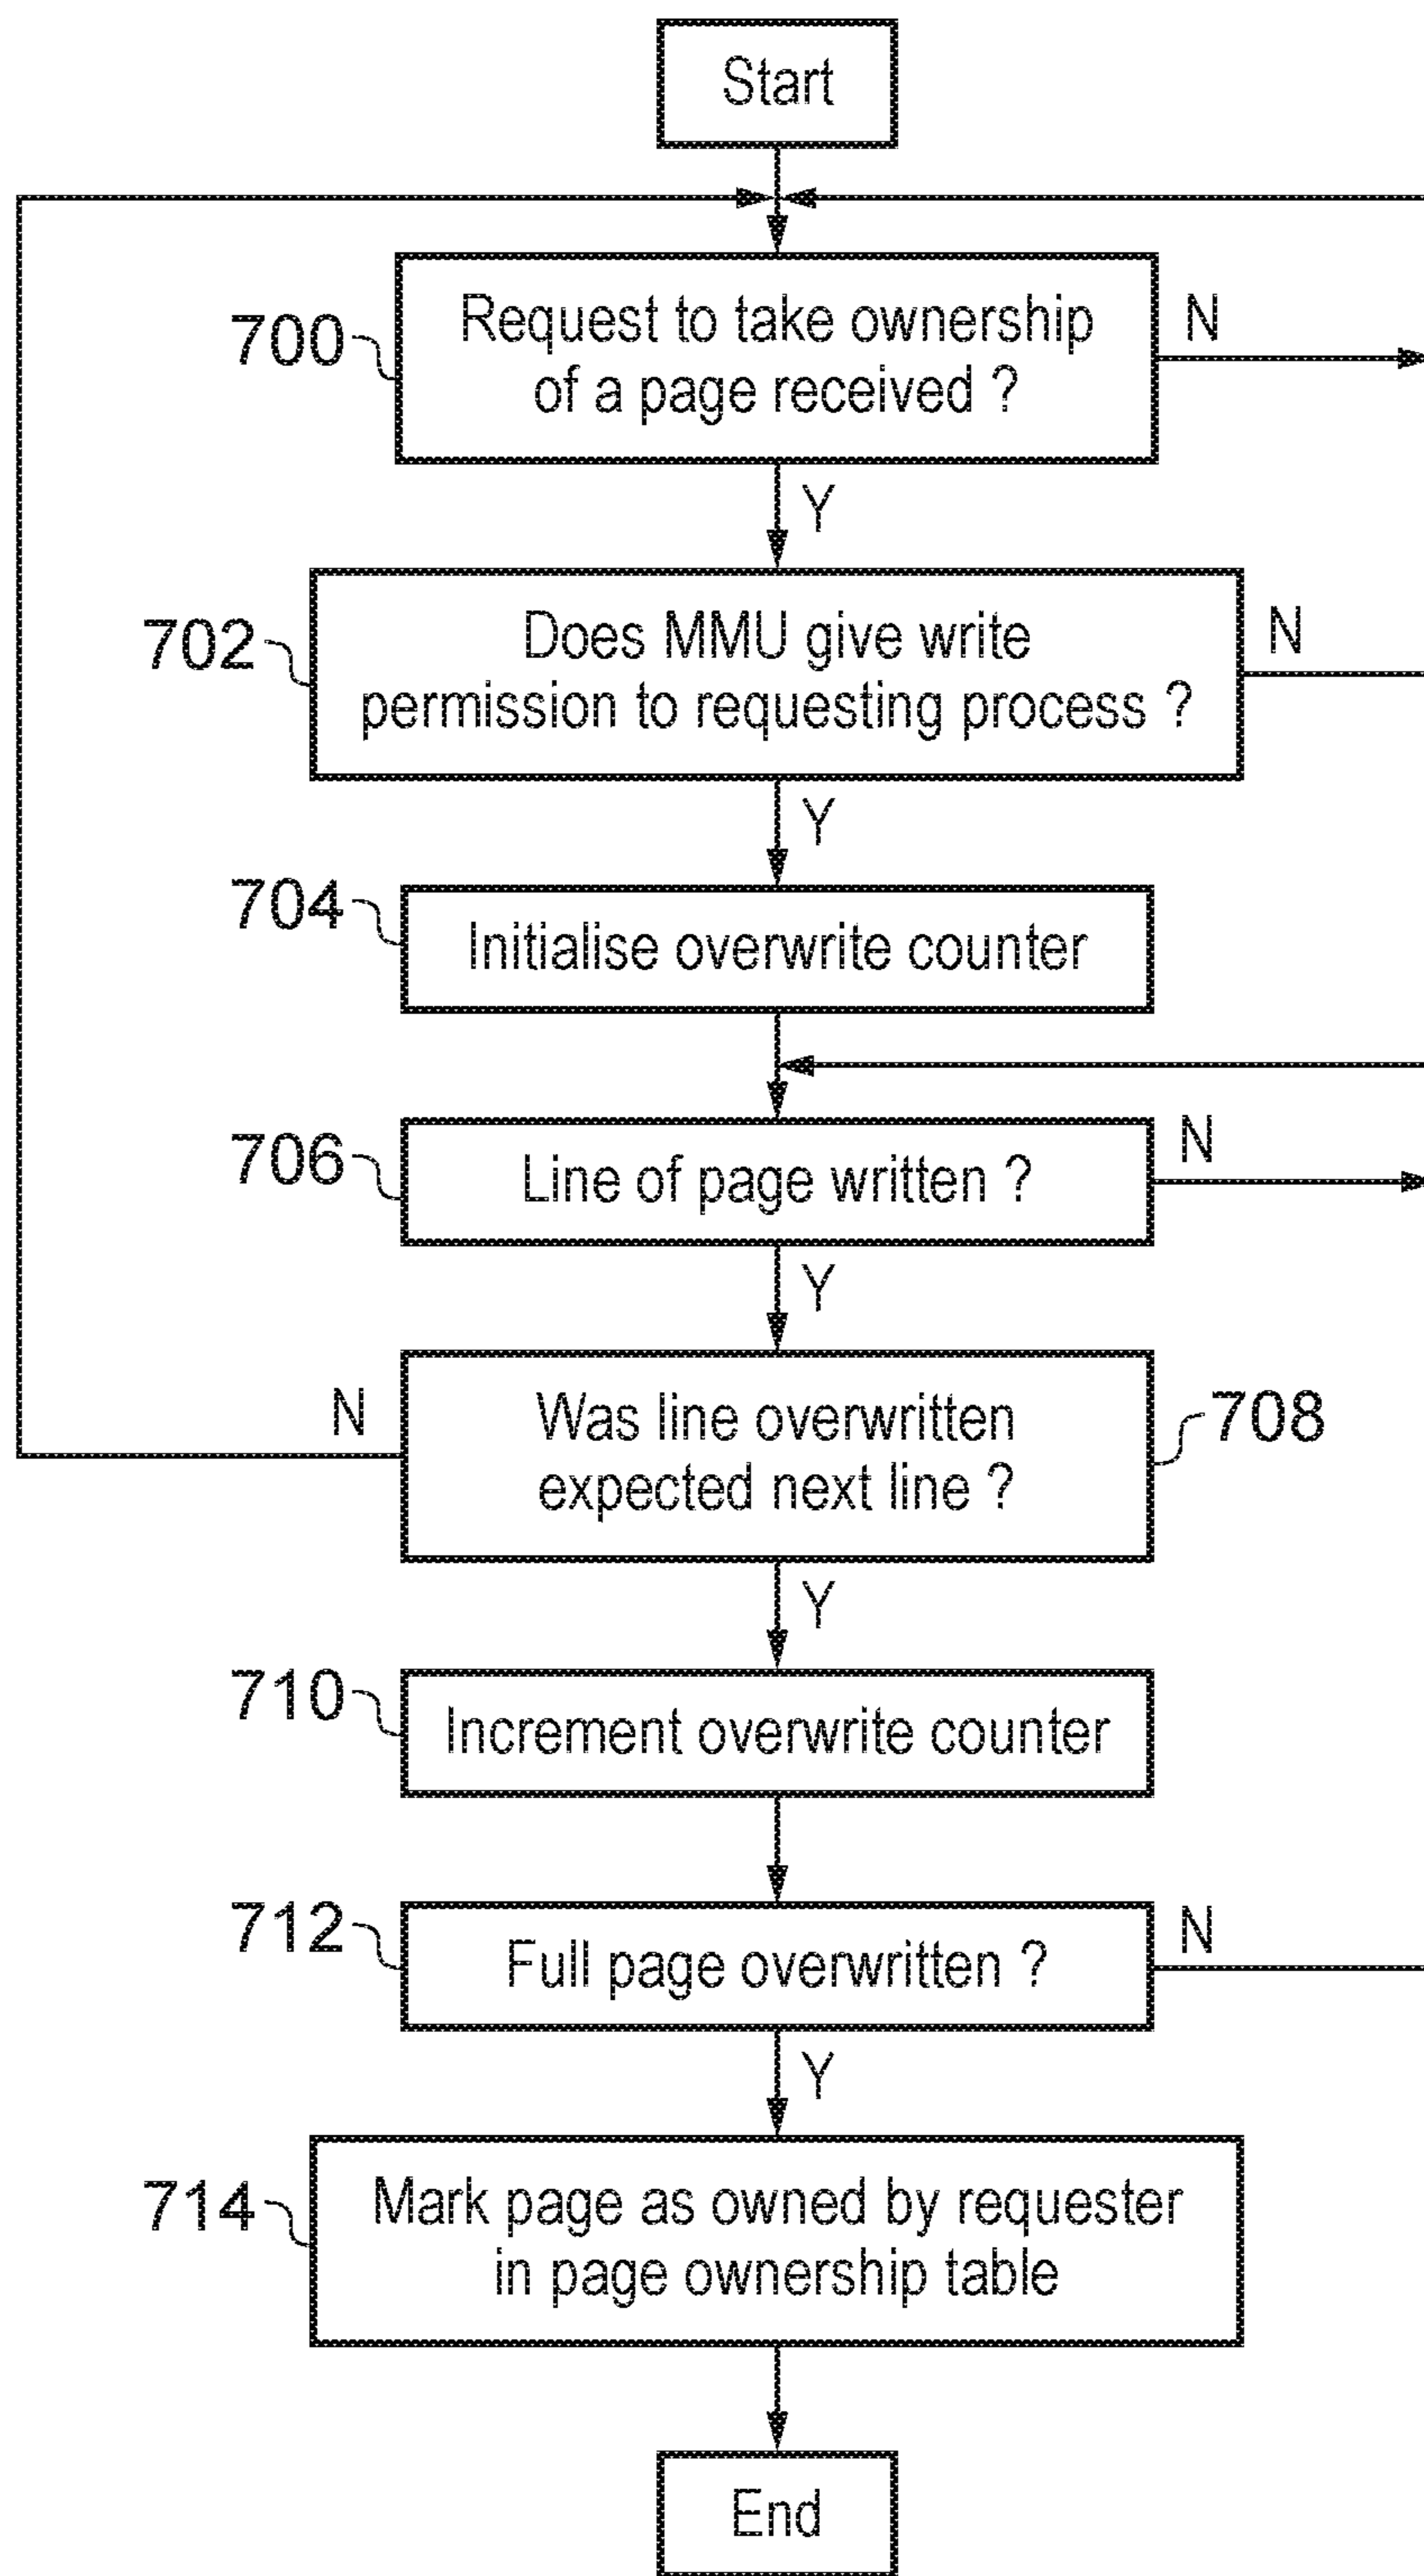 Start
700
Request to take ownership
of a page received ?
N
Y
702
Does MMU give write
permission to requesting process ?
N
Y
704
Initialise overwrite counter
706
Line of page written ?
N
Y
N
Was line overwritten
expected next line ?
708
Y
710
Increment overwrite counter
712
Full page overwritten ?
N
Y
714
Mark page as owned by requester
in page ownership table
End